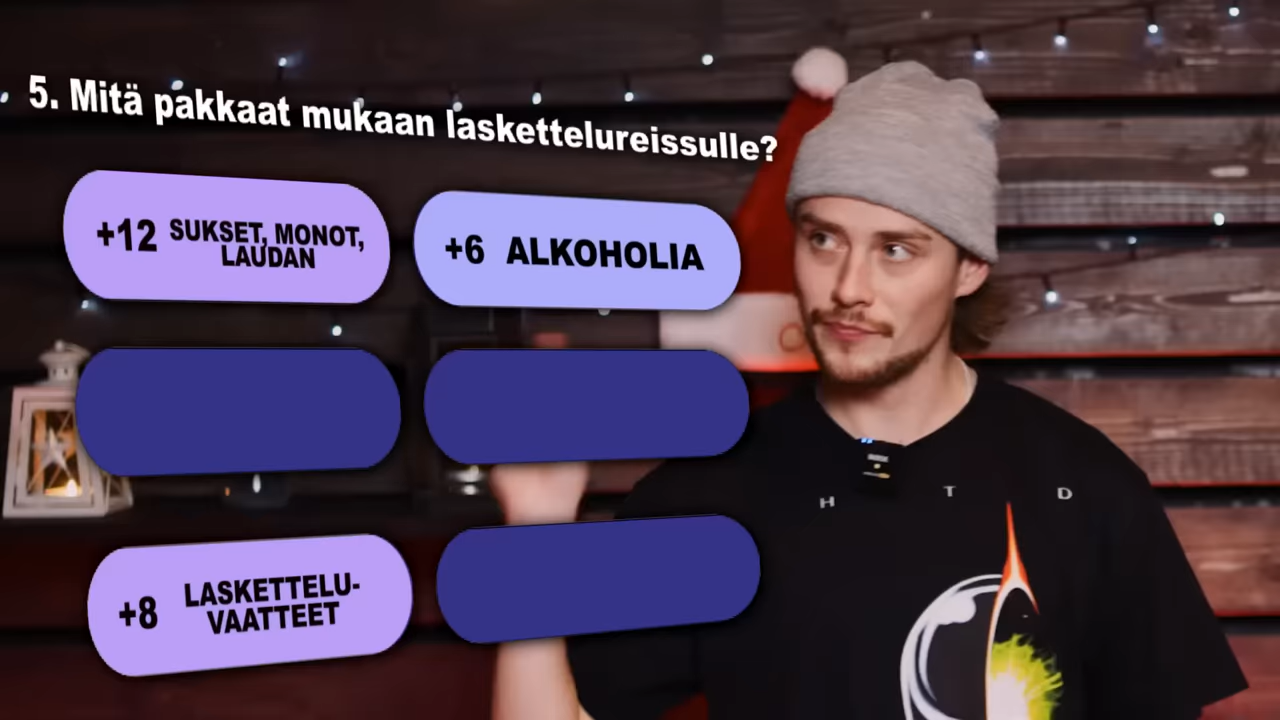 5. Mitä pakkaat mukaan laskettelureissulle?
+12 SUKSET, MONOT,
LAUDAN
+6 ALKOHOLIA
+8 LASKETTELU-
VAATTEET
H T D